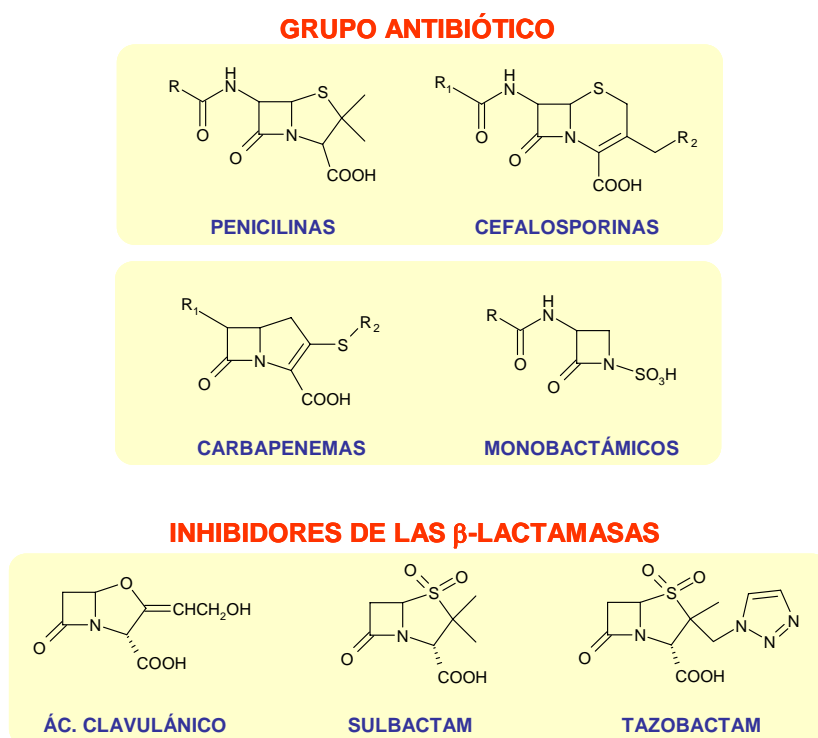 GRUPO ANTIBIÓTICO
R
H
N
O
S
N
O
COOH
R1
H
N
O
S
N
O
R2
COOH
PENICILINAS
CEFALOSPORINAS
R1
R2
S
N
O
COOH
R
H
N
O
N
O
SO3H
CARBAPENEMAS
MONOBACTÁMICOS
INHIBIDORES DE LAS β-LACTAMASAS
O
CHCH2OH
N
O
COOH
O
O
S
N
O
COOH
O
O
S
N
N
N
N
O
COOH
ÁC. CLAVULÁNICO
SULBACTAM
TAZOBACTAM